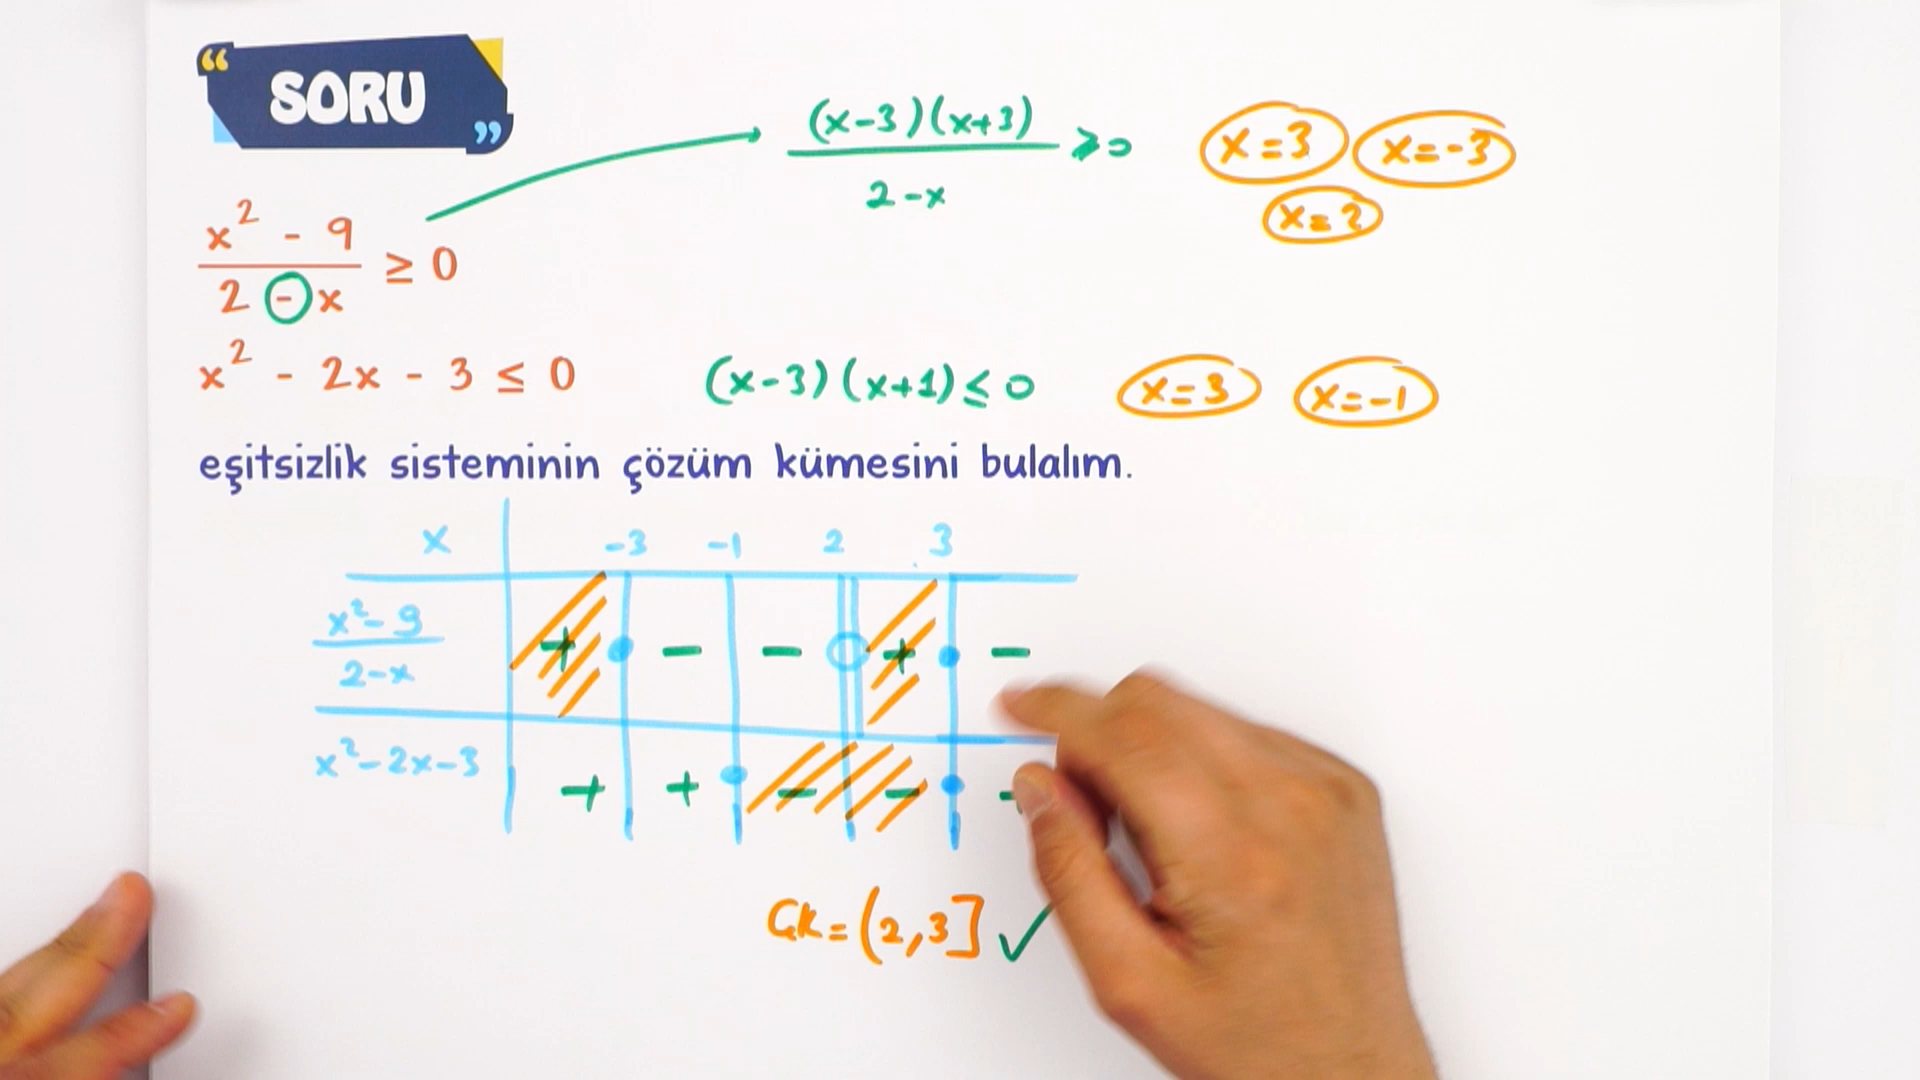 “ SORU ”
(x-3)(x+3) / 2-x ≥0
x=3 x=-3
x=2
x² - 9 / 2 - x ≥ 0
x² - 2x - 3 ≤ 0 (x-3)(x+1)≤0 x=3 x=-1
eşitsizlik sisteminin çözüm kümesini bulalım.
x -3 -1 2 3
x²-9 / 2-x + - - + -
x²-2x-3 + + - -
ÇK=(2,3] ✓